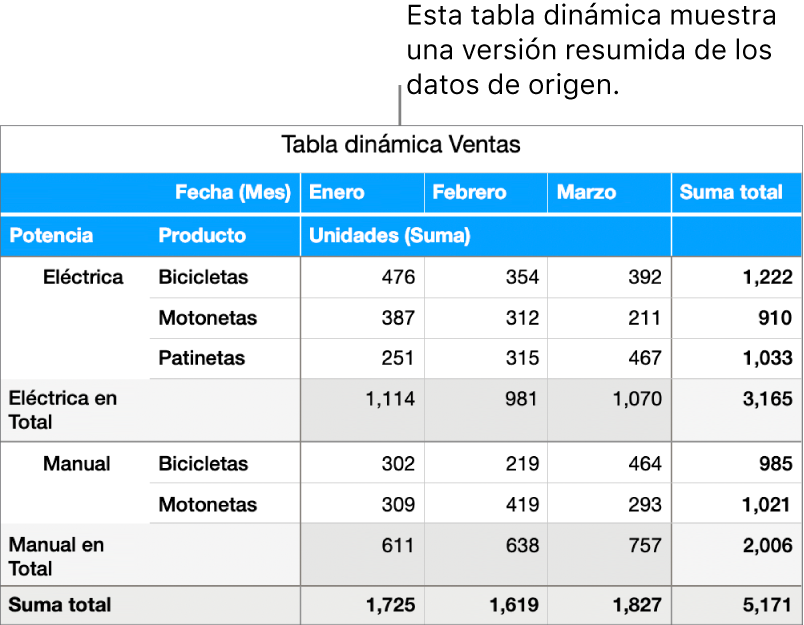 Esta tabla dinámica muestra
una versión resumida de los
datos de origen.
Tabla dinámica Ventas
Fecha (Mes) Enero Febrero Marzo Suma total
Potencia Producto Unidades (Suma)
Eléctrica Bicicletas 476 354 392 1,222
Motonetas 387 312 211 910
Patinetas 251 315 467 1,033
Eléctrica en 1,114 981 1,070 3,165
Total
Manual Bicicletas 302 219 464 985
Motonetas 309 419 293 1,021
Manual en 611 638 757 2,006
Total
Suma total 1,725 1,619 1,827 5,171